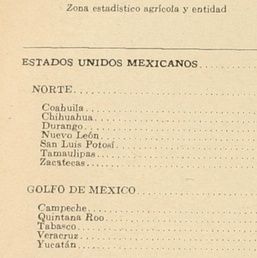 Zona estadístico agrícola y entidad
ESTADOS UNIDOS MEXICANOS
NORTE
Coahuila
Chihuahua
Durango
Nuevo León
San Luis Potosí
Tamaulipas
Zacatecas
GOLFO DE MEXICO
Campeche
Quintana Roo
Tabasco
Veracruz
Yucatán